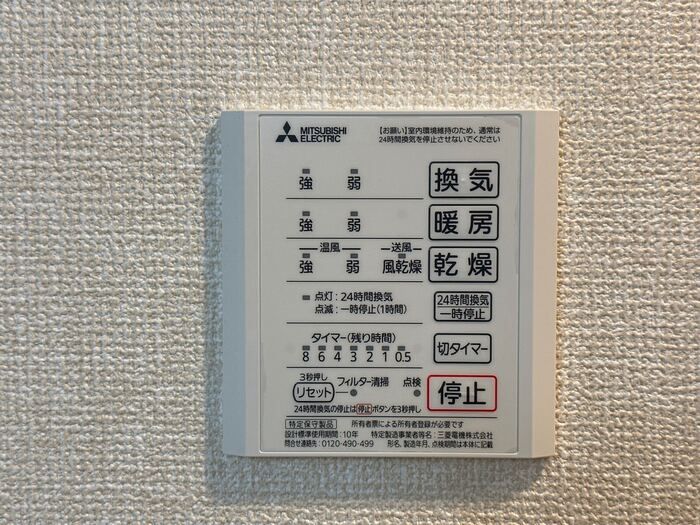 MITSUBISHI
ELECTRIC
【お願い】室内環境維持のため、通常は
24時間換気を停止させないでください
強 弱 換気
強 弱 暖房
温風 送風
強 弱 風乾燥 乾燥
点灯:24時間換気
点滅:一時停止(1時間)
24時間換気
一時停止
タイマー(残り時間)
8 6 4 3 2 1 0.5
切タイマー
3秒押し
リセット フィルター清掃 点検
停止
24時間換気の停止は停止ボタンを3秒押し
特定保守製品 所有者票による所有者登録が必要です
設計標準使用期間:10年 特定製造事業者等名:三菱電機株式会社
問合せ連絡先:0120-490-499 形名、製造年月、点検期間は本体に記載